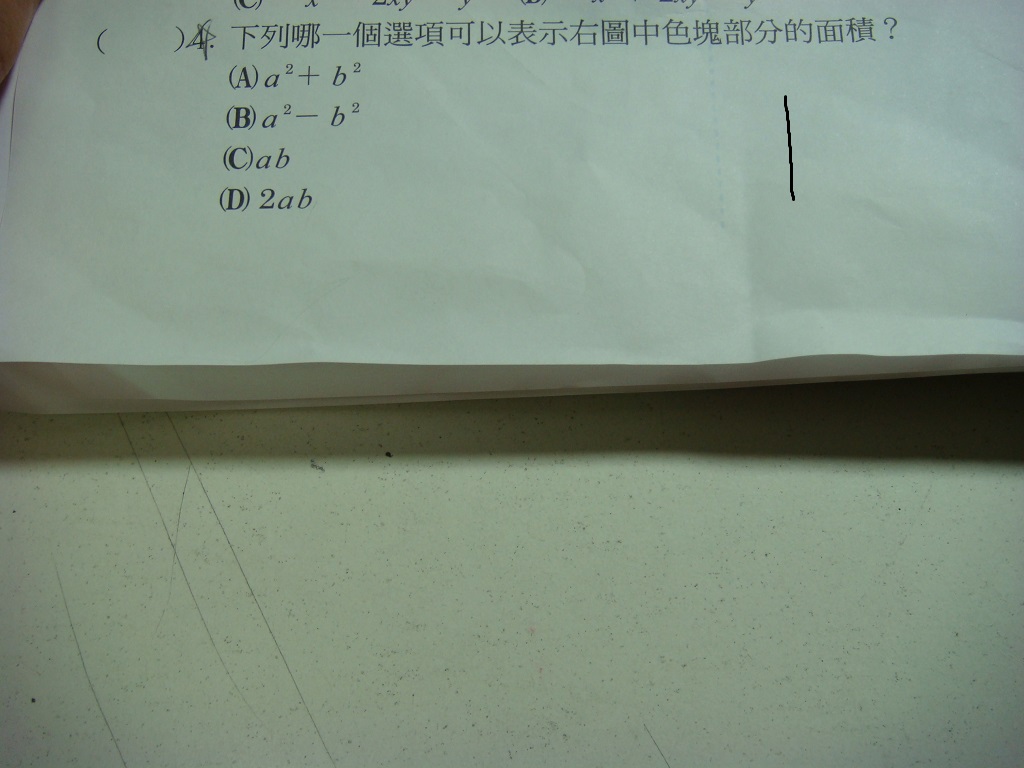 (   )4. 下列哪一個選項可以表示右圖中色塊部分的面積？
(A) a² + b²
(B) a² − b²
(C) ab
(D) 2ab